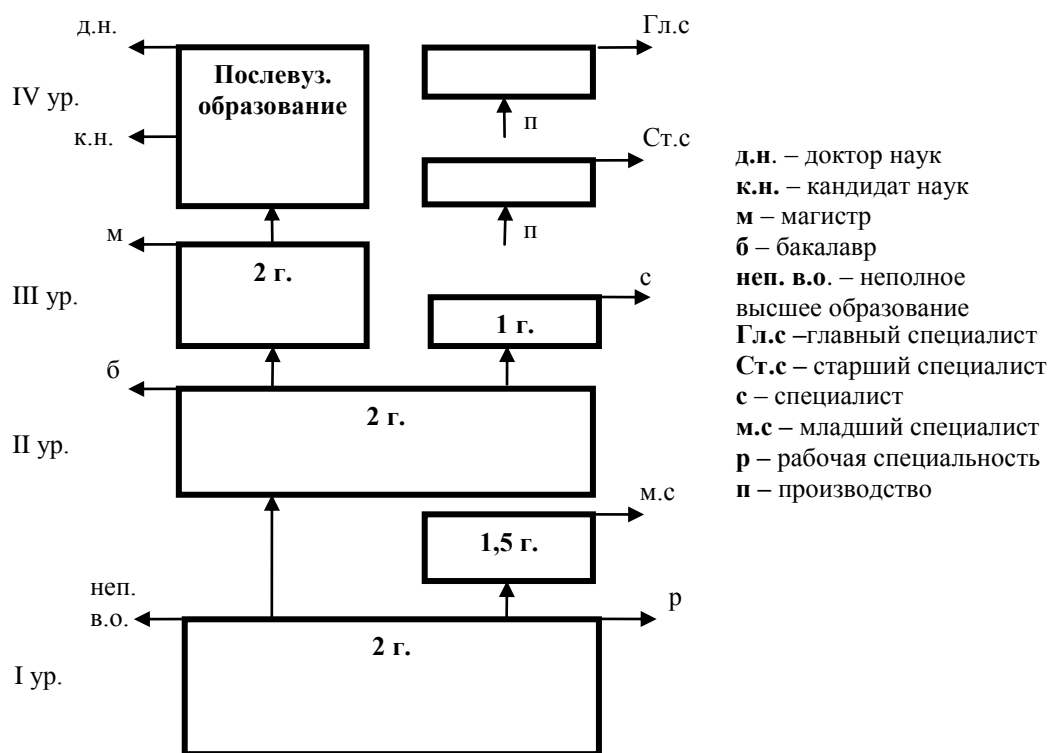 д.н.
Гл.с
Послевуз.
образование
IV ур.
п
к.н.
Ст.с
п
м
2 г.
III ур.
с
1 г.
б
2 г.
II ур.
м.с
1,5 г.
неп.
в.о.
р
2 г.
I ур.
д.н. – доктор наук
к.н. – кандидат наук
м – магистр
б – бакалавр
неп. в.о. – неполное
высшее образование
Гл.с –главный специалист
Ст.с – старший специалист
с – специалист
м.с – младший специалист
р – рабочая специальность
п – производство